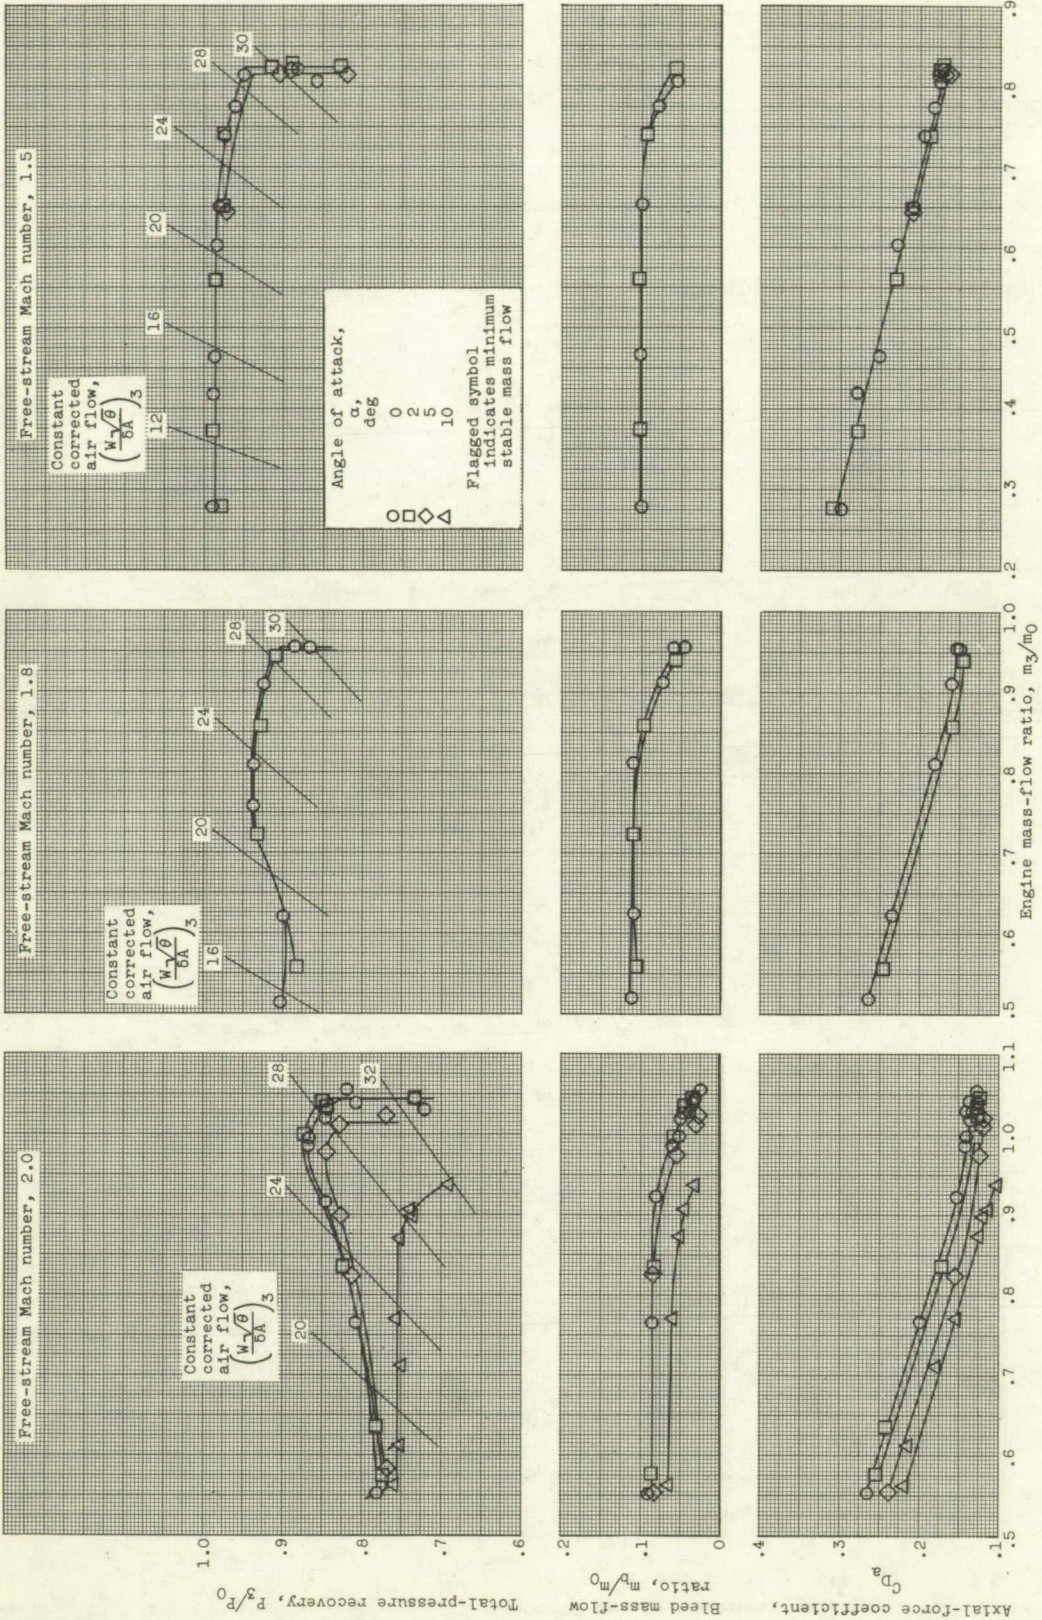 Free-stream Mach number, 2.0
Free-stream Mach number, 1.8
Free-stream Mach number, 1.5
Total-pressure recovery, P3/P0
1.0
.9
.8
.7
.6
Constant
corrected
air flow,
(W√θ/δA)3
20
24
28
32
Constant
corrected
air flow,
(W√θ/δA)3
16
20
24
28
30
Constant
corrected
air flow,
(W√θ/δA)3
12
16
20
24
28
30
Angle of attack,
α,
deg
○ 0
□ 2
◇ 5
△ 10
Flagged symbol
indicates minimum
stable mass flow
Bleed mass-flow
ratio, mb/m0
.2
.1
0
Axial-force coefficient,
CDa
.4
.3
.2
.1
.5 .6 .7 .8 .9 1.0 1.1
.5 .6 .7 .8 .9 1.0
.2 .3 .4 .5 .6 .7 .8 .9
Engine mass-flow ratio, m3/m0